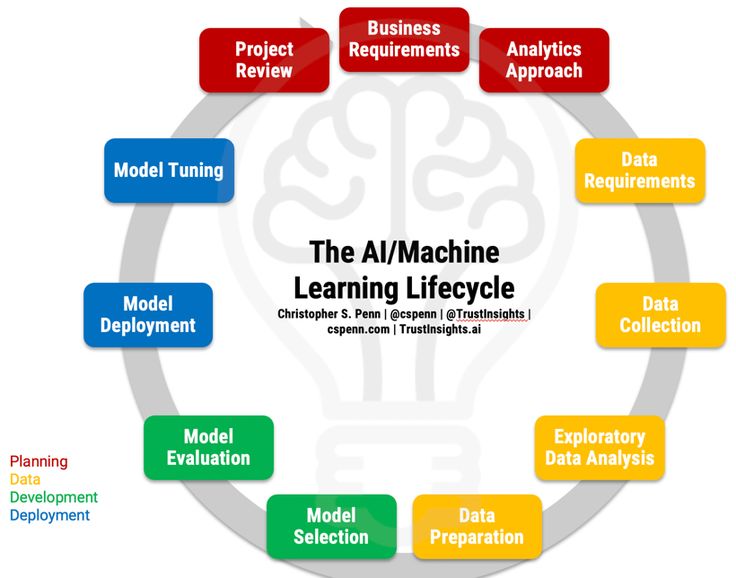 Business
Requirements
Analytics
Approach
Data
Requirements
Data
Collection
Exploratory
Data Analysis
Data
Preparation
Model
Selection
Model
Evaluation
Model
Deployment
Model Tuning
Project
Review
The AI/Machine
Learning Lifecycle
Christopher S. Penn | @cspenn | @TrustInsights |
cspenn.com | TrustInsights.ai
Planning
Data
Development
Deployment